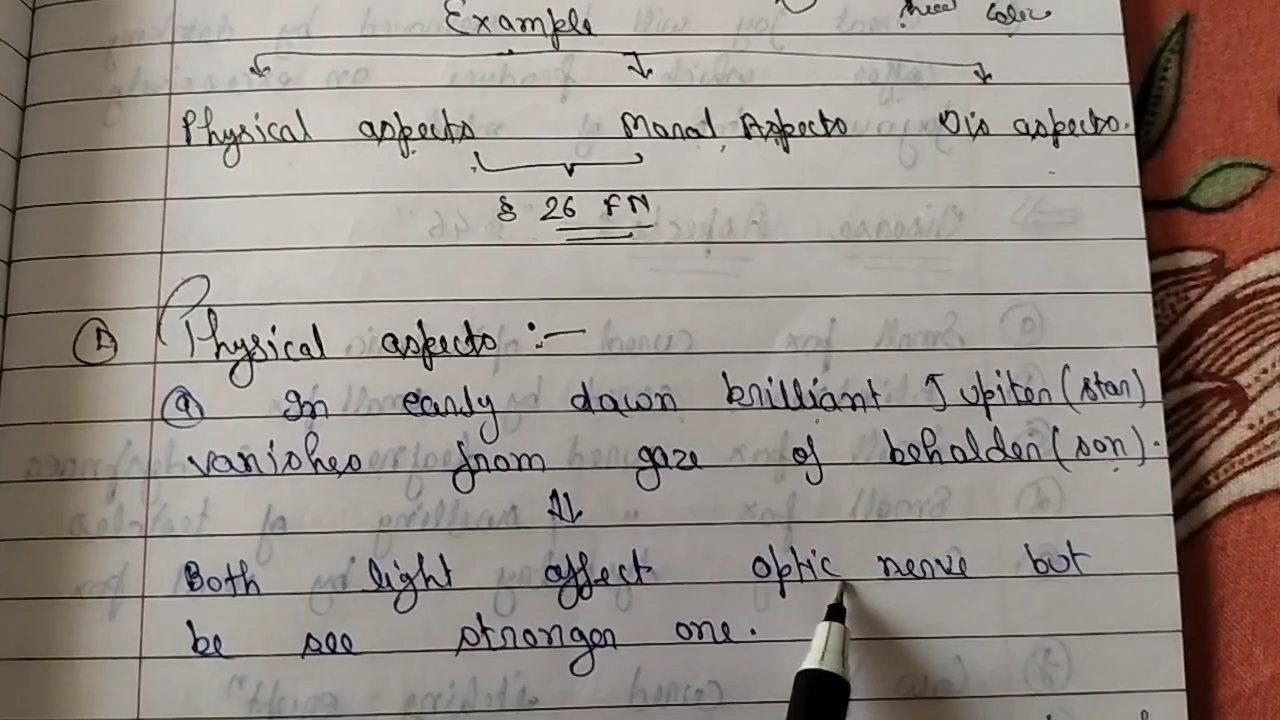 Example
Physical aspects Moral Aspects Dis aspects.
§ 26 FN
A Physical aspects :-
a In early dawn brilliant Jupiter (star)
vanishes from gaze of beholder (son).
Both light affect optic nerve but
be see stronger one.